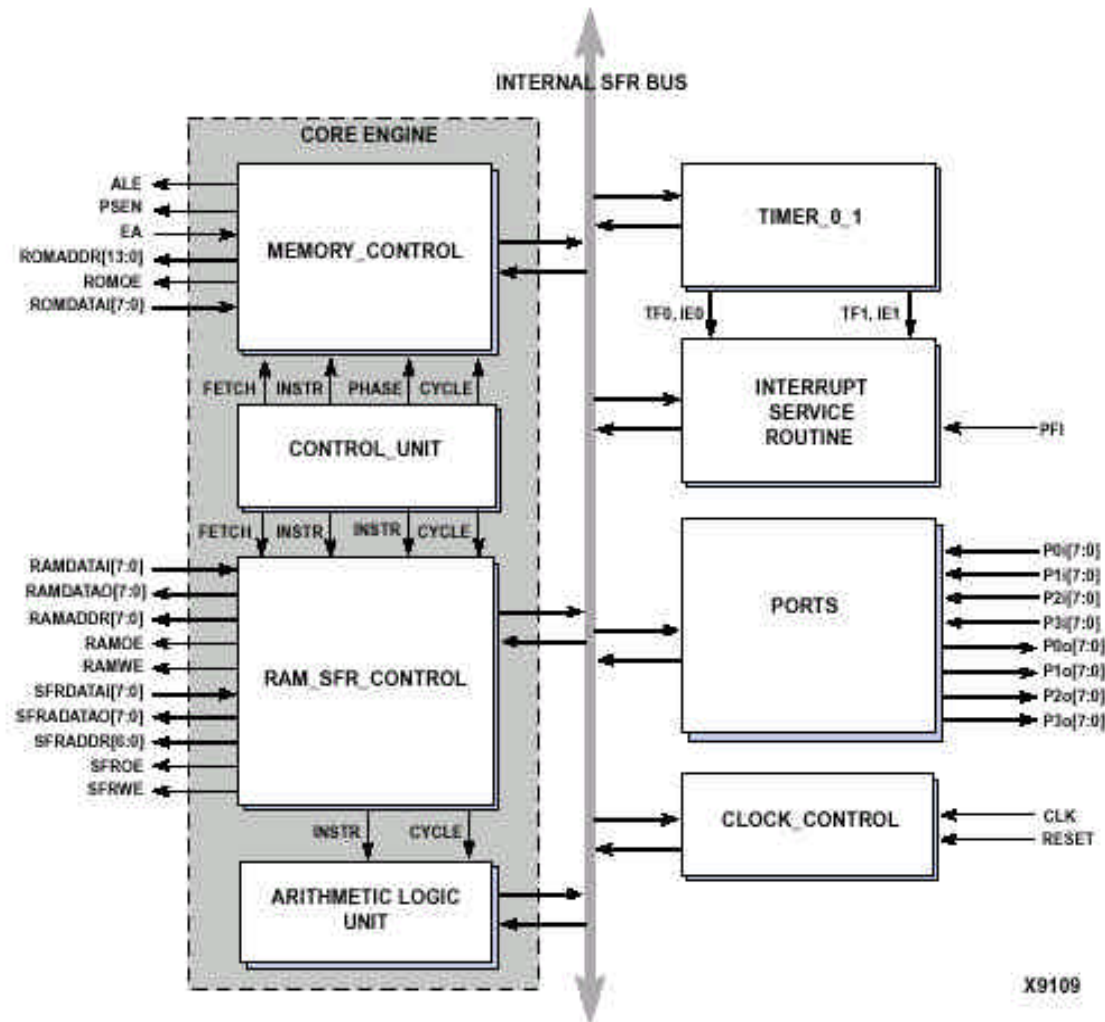 INTERNAL SFR BUS
CORE ENGINE
ALE
PSEN
EA
ROMADDR[13:0]
ROMOE
ROMDATAI[7:0]
MEMORY_CONTROL
TIMER_0_1
TF0, IE0
TF1, IE1
FETCH
INSTR
PHASE
CYCLE
CONTROL_UNIT
INTERRUPT
SERVICE
ROUTINE
PFI
FETCH
INSTR
INSTR
CYCLE
RAMDATAI[7:0]
RAMDATAO[7:0]
RAMADDR[7:0]
RAMOE
RAMWE
SFRDATAI[7:0]
SFRADATAO[7:0]
SFRADDR[6:0]
SFROE
SFRWE
RAM_SFR_CONTROL
PORTS
P0i[7:0]
P1i[7:0]
P2i[7:0]
P3i[7:0]
P0o[7:0]
P1o[7:0]
P2o[7:0]
P3o[7:0]
INSTR
CYCLE
CLOCK_CONTROL
CLK
RESET
ARITHMETIC LOGIC
UNIT
X9109